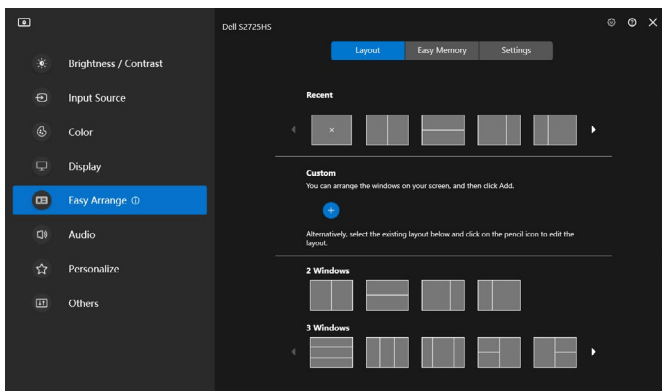 Dell S2725HS
Brightness / Contrast
Input Source
Color
Display
Easy Arrange
Audio
Personalize
Others
Layout
Easy Memory
Settings
Recent
Custom
You can arrange the windows on your screen, and then click Add.
Alternatively, select the existing layout below and click on the pencil icon to edit the
layout.
2 Windows
3 Windows